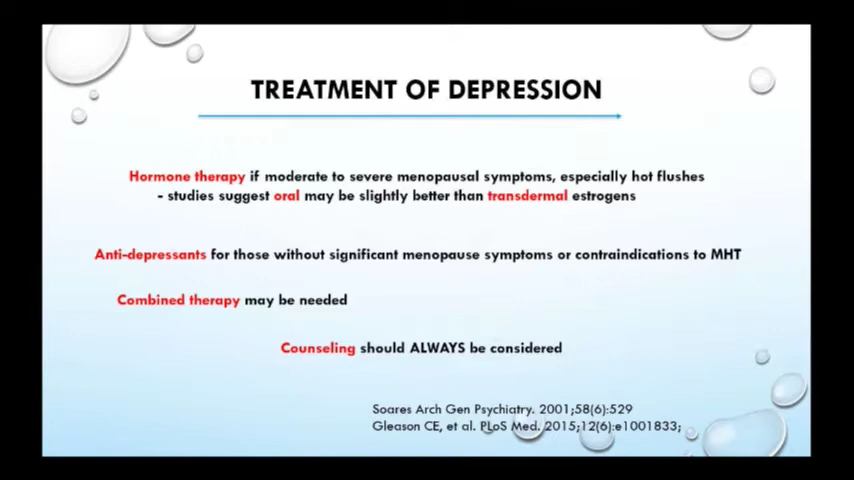 TREATMENT OF DEPRESSION
Hormone therapy if moderate to severe menopausal symptoms, especially hot flushes
- studies suggest oral may be slightly better than transdermal estrogens
Anti-depressants for those without significant menopause symptoms or contraindications to MHT
Combined therapy may be needed
Counseling should ALWAYS be considered
Soares Arch Gen Psychiatry. 2001;58(6):529
Gleason CE, et al. PLoS Med. 2015;12(6):e1001833;